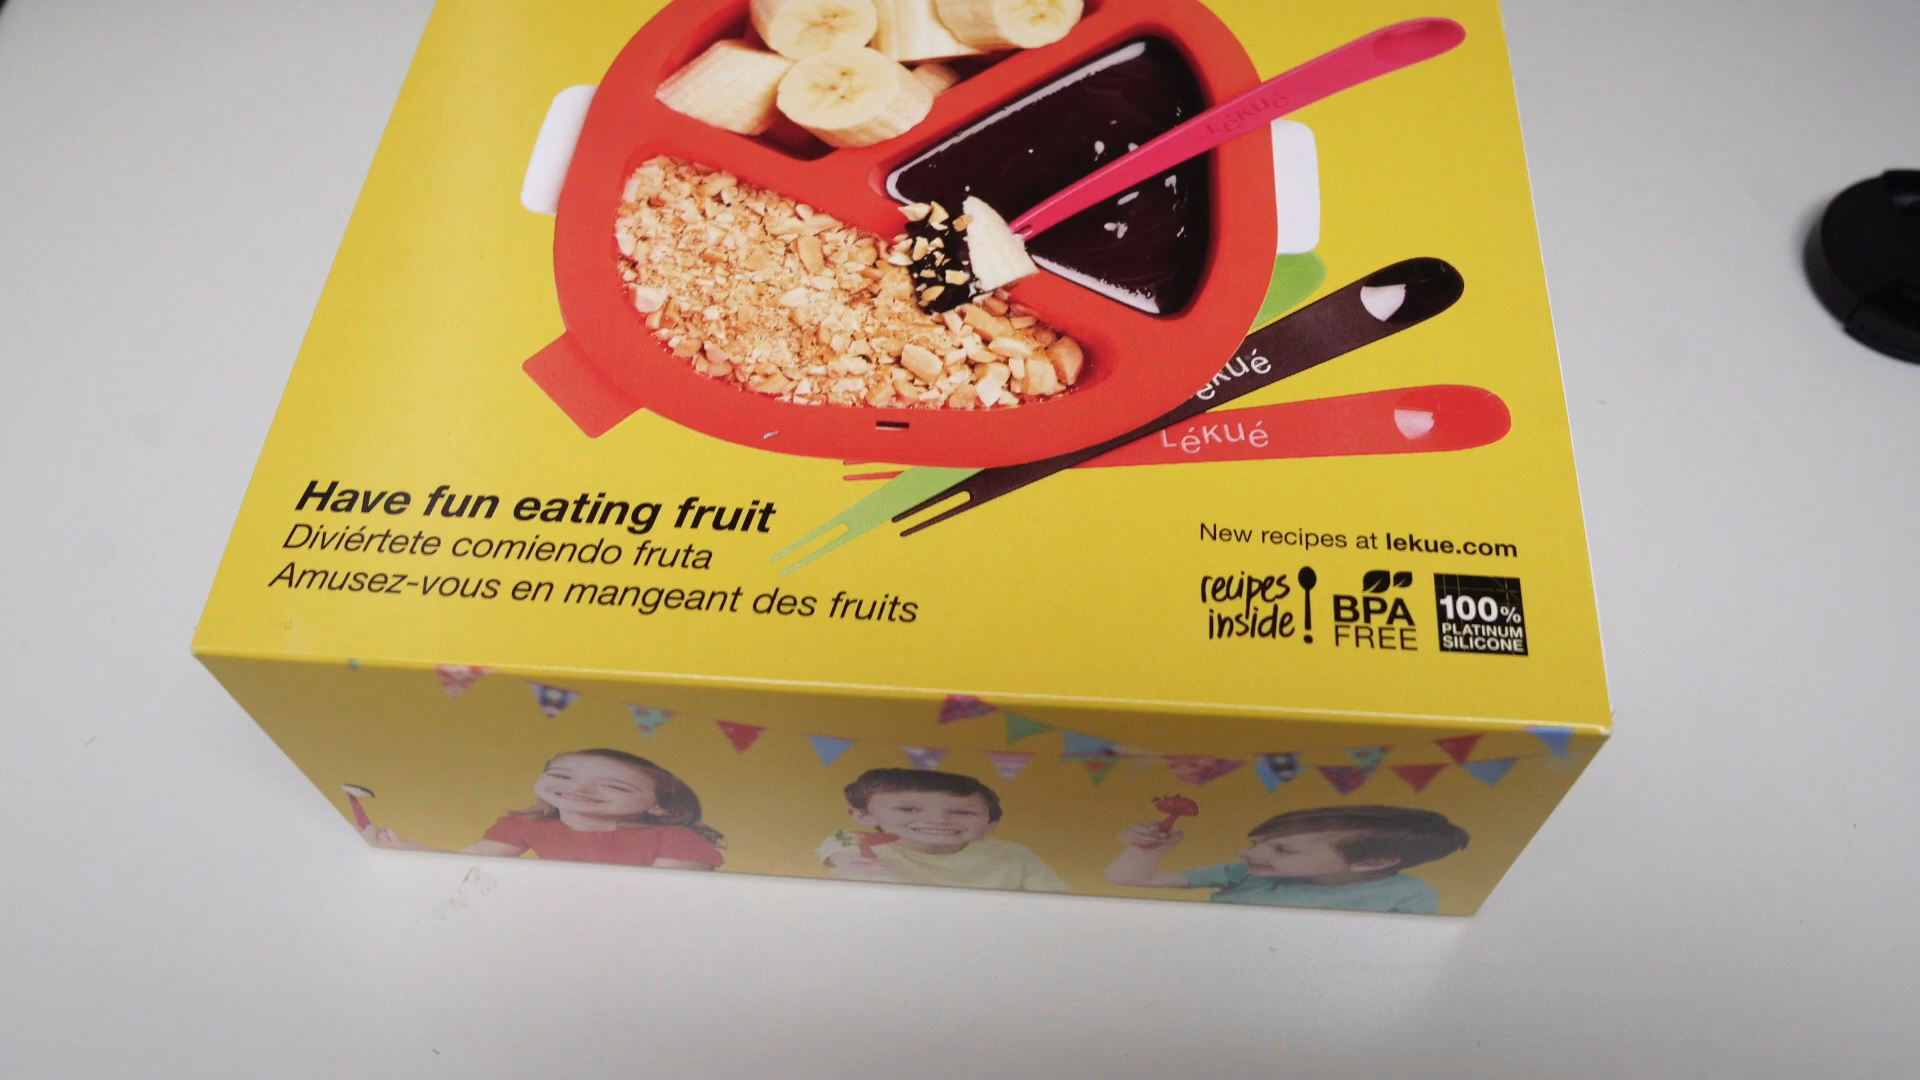 Lékué
ékué
Lékué
Have fun eating fruit
Diviértete comiendo fruta
Amusez-vous en mangeant des fruits
New recipes at lekue.com
recipes
inside!
BPA
FREE
100%
PLATINUM
SILICONE